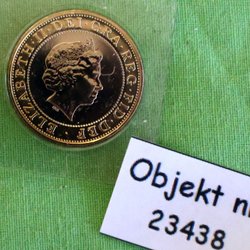 ELIZABETH·II·DEI·GRA·REG·FID·DEF·
Objekt n
23438